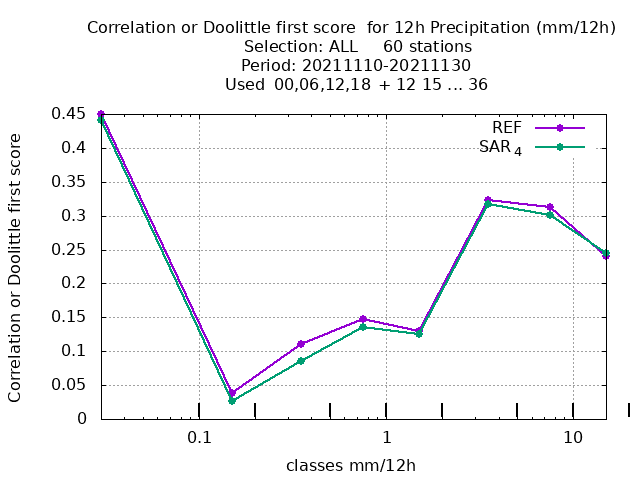 Correlation or Doolittle first score  for 12h Precipitation (mm/12h)
Selection: ALL     60 stations
Period: 20211110-20211130
Used  00,06,12,18  + 12 15 ... 36
REF
SAR 4
Correlation or Doolittle first score
0.45
0.4
0.35
0.3
0.25
0.2
0.15
0.1
0.05
0
0.1
1
10
classes mm/12h